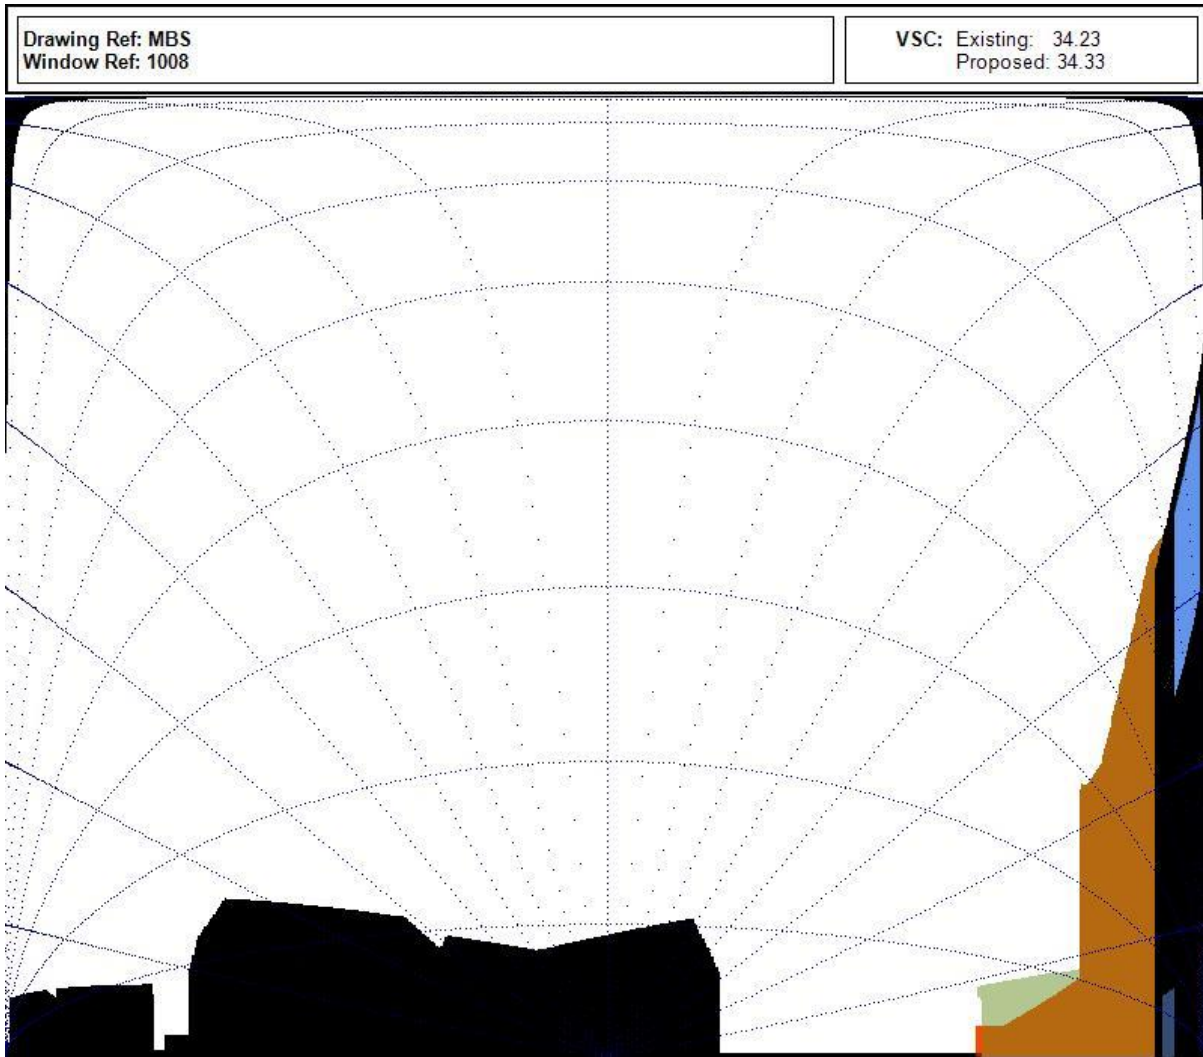 Drawing Ref: MBS
Window Ref: 1008
VSC: Existing: 34.23
Proposed: 34.33